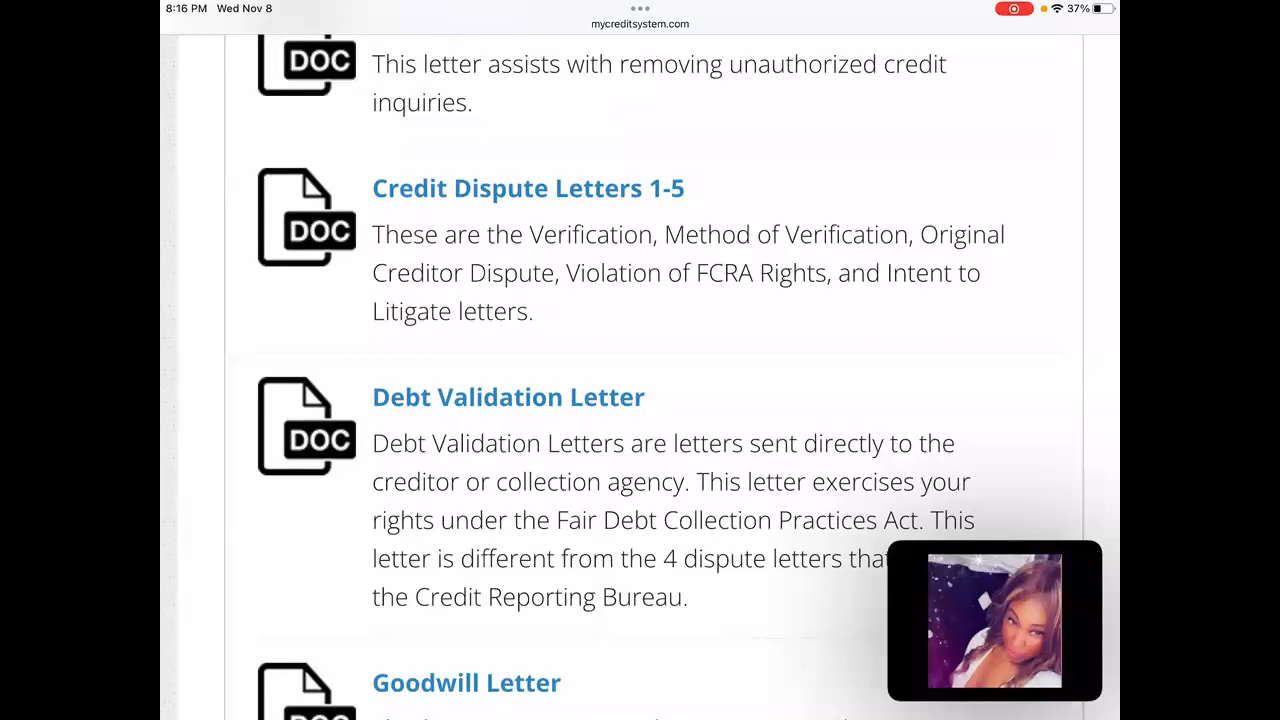 8:16 PM Wed Nov 8
37%
mycreditsystem.com
DOC
This letter assists with removing unauthorized credit
inquiries.
Credit Dispute Letters 1-5
DOC
These are the Verification, Method of Verification, Original
Creditor Dispute, Violation of FCRA Rights, and Intent to
Litigate letters.
Debt Validation Letter
DOC
Debt Validation Letters are letters sent directly to the
creditor or collection agency. This letter exercises your
rights under the Fair Debt Collection Practices Act. This
letter is different from the 4 dispute letters that
the Credit Reporting Bureau.
Goodwill Letter
DOC